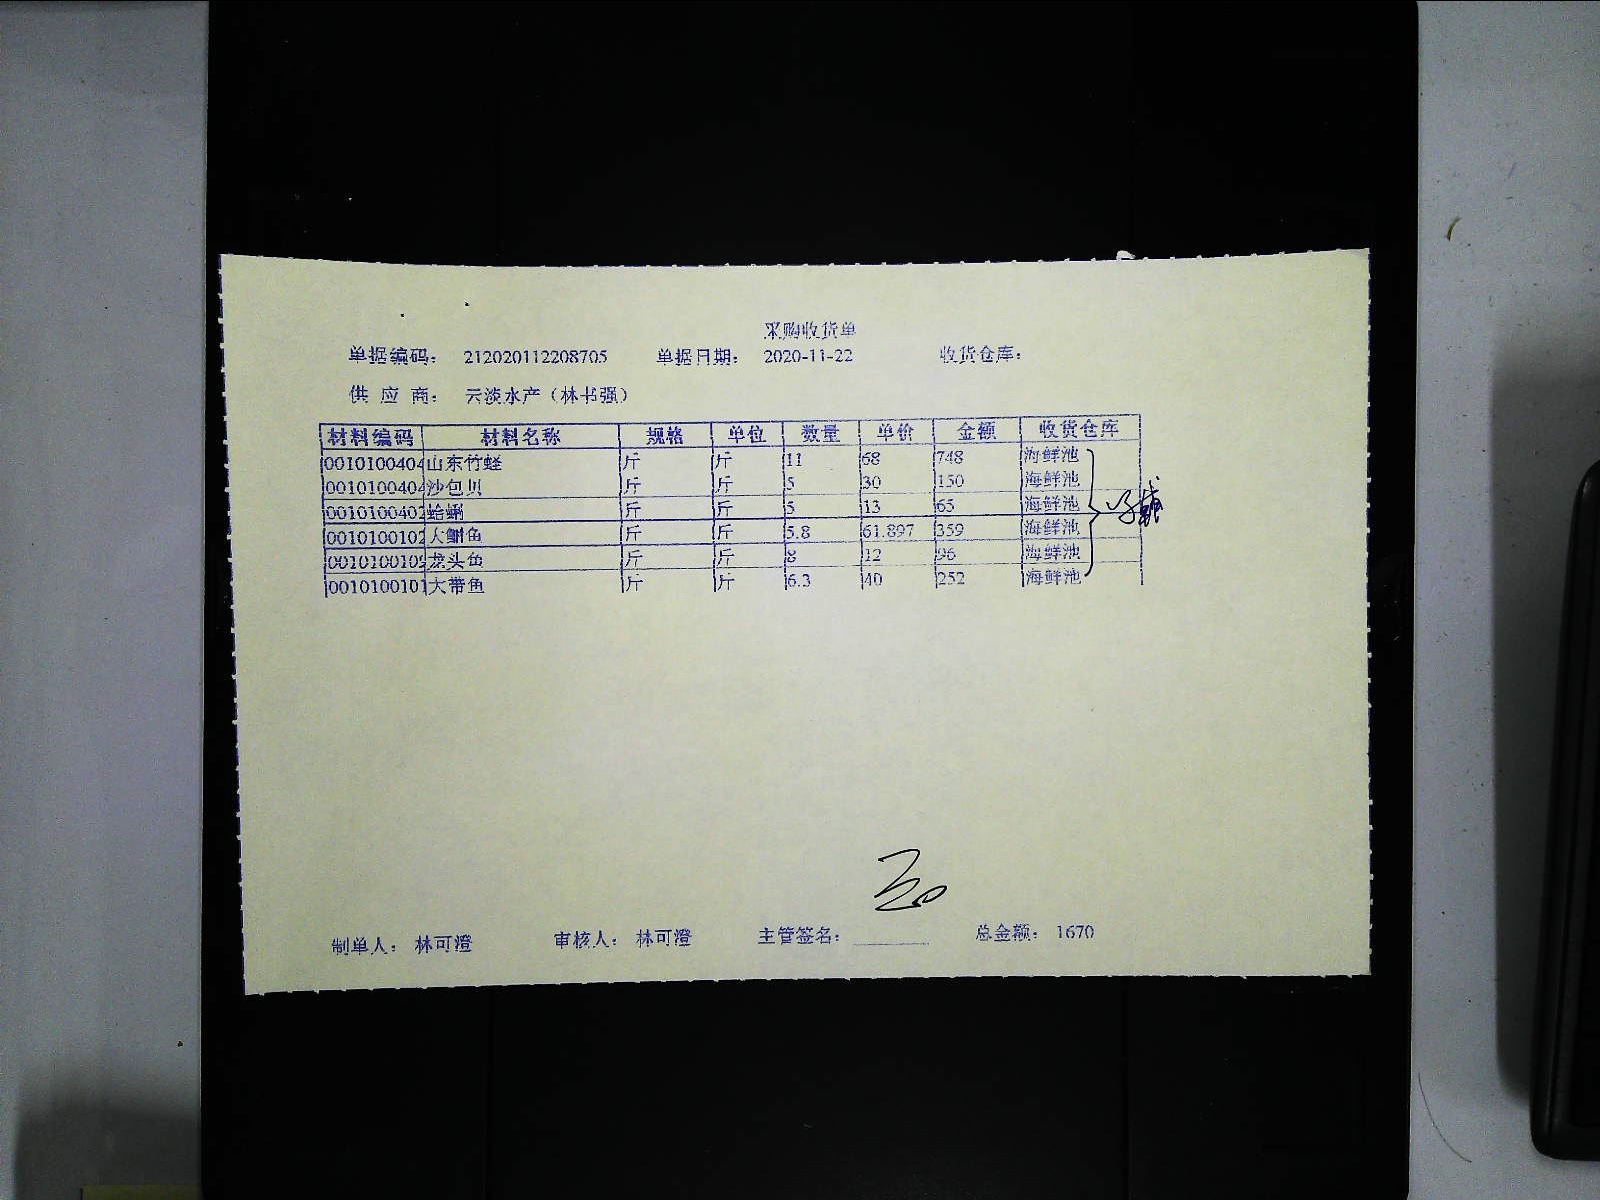 采购收货单
单据编码： 212020112208705 单据日期： 2020-11-22 收货仓库：
供 应 商： 云淡水产（林书强）
材料编码 材料名称 规格 单位 数量 单价 金额 收货仓库
0010100404 山东竹蛏 斤 斤 11 68 748 海鲜池
0010100404 沙包贝 斤 斤 5 30 150 海鲜池
0010100402 蛤蜊 斤 斤 5 13 65 海鲜池
0010100102 大鮂鱼 斤 斤 5.8 61.897 359 海鲜池
0010100109 龙头鱼 斤 斤 8 12 96 海鲜池
0010100101 大带鱼 斤 斤 6.3 40 252 海鲜池
制单人： 林可澄 审核人： 林可澄 主管签名： 总金额： 1670